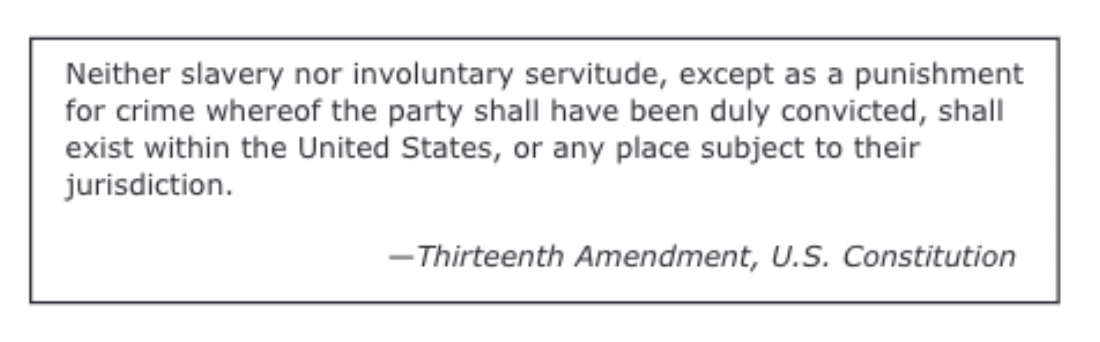 Neither slavery nor involuntary servitude, except as a punishment
for crime whereof the party shall have been duly convicted, shall
exist within the United States, or any place subject to their
jurisdiction.
—Thirteenth Amendment, U.S. Constitution